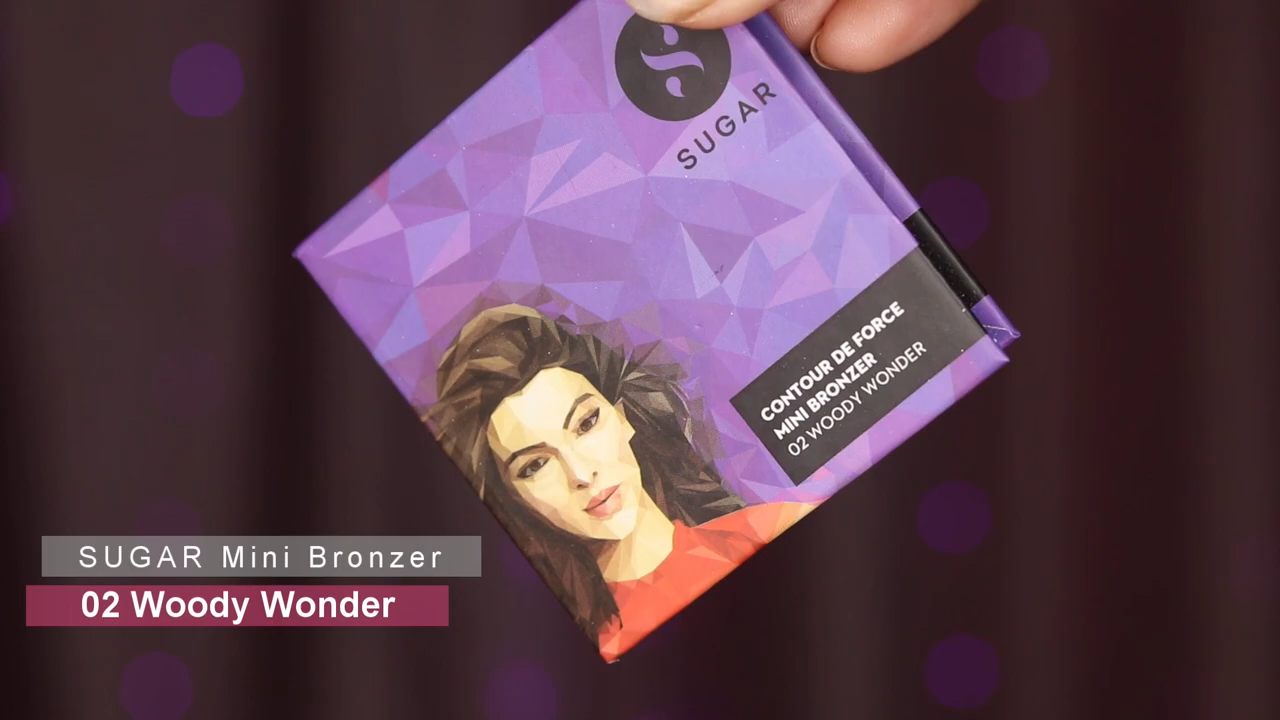 SUGAR
CONTOUR DE FORCE
MINI BRONZER
02 WOODY WONDER
SUGAR Mini Bronzer
02 Woody Wonder